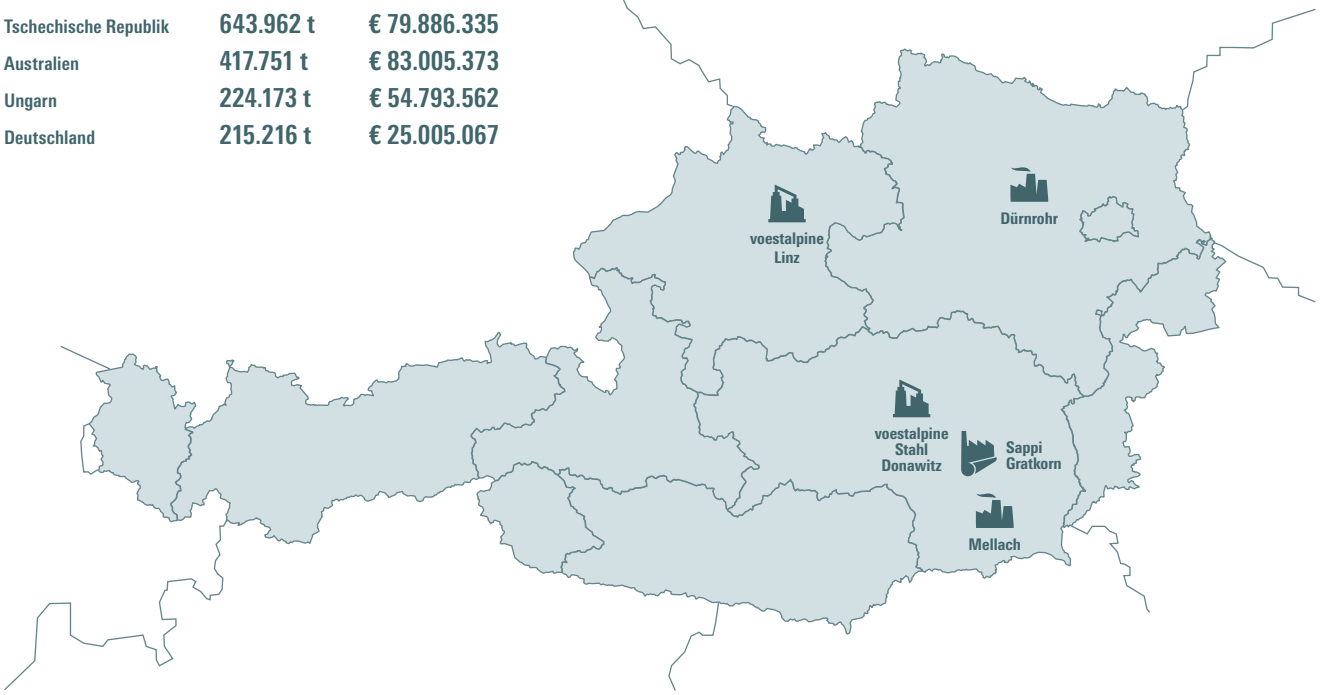 Tschechische Republik 643.962 t € 79.886.335
Australien 417.751 t € 83.005.373
Ungarn 224.173 t € 54.793.562
Deutschland 215.216 t € 25.005.067
Dürnrohr
voestalpine
Linz
voestalpine
Stahl
Donawitz
Sappi
Gratkorn
Mellach